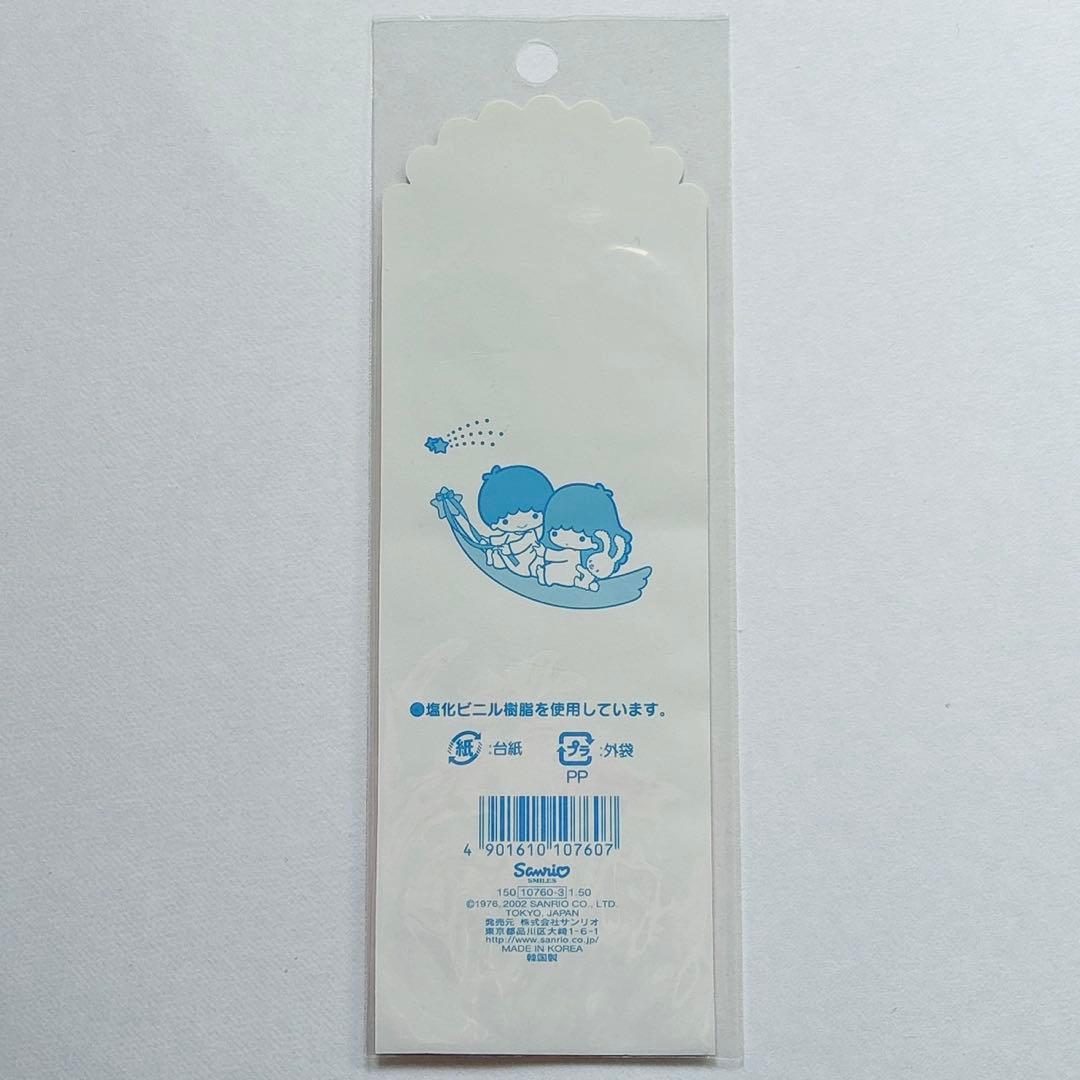 ●塩化ビニル樹脂を使用しています。
紙:台紙 プラ:外袋
PP
4 901610 107607
Sanrio
SMILES
150 10760-3 1.50
©1976, 2002 SANRIO CO., LTD.
TOKYO, JAPAN
発売元 株式会社サンリオ
東京都品川区大崎1-6-1
http://www.sanrio.co.jp/
MADE IN KOREA
韓国製